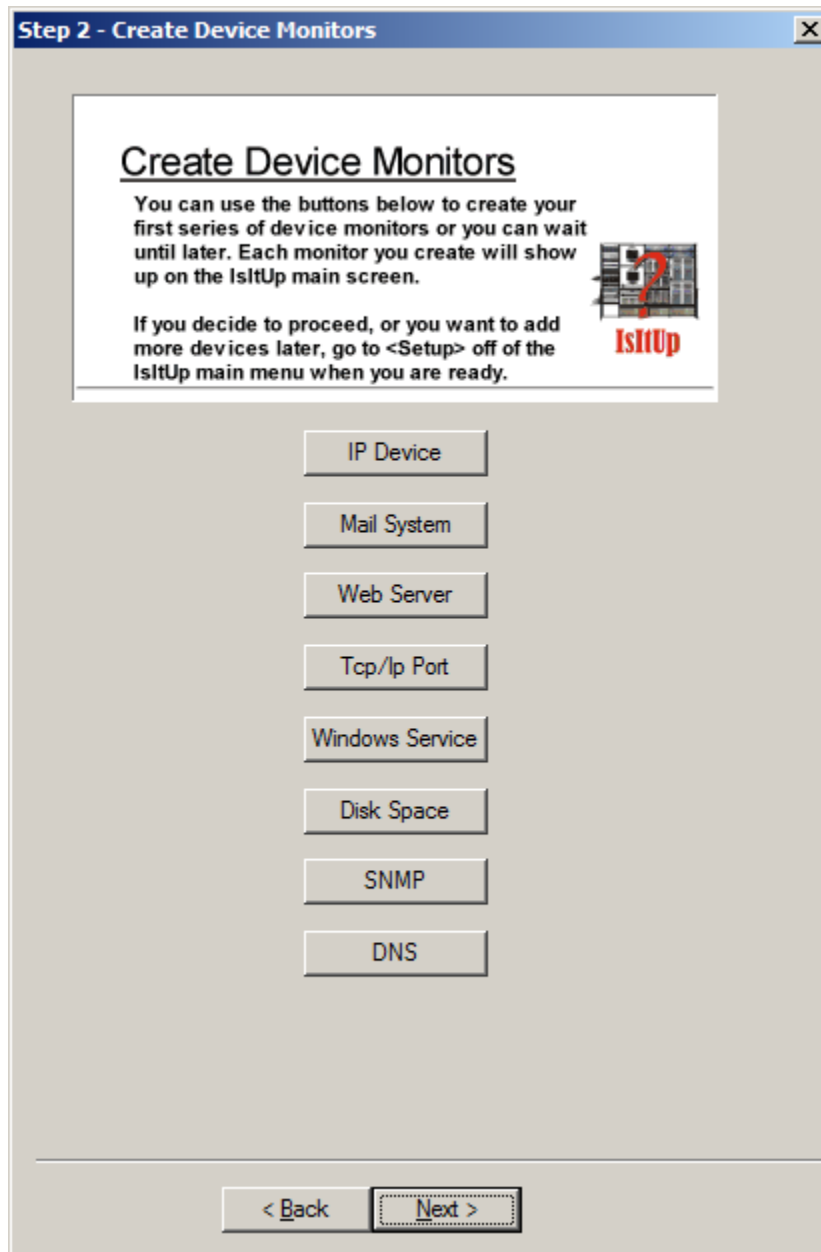 Step 2 - Create Device Monitors
Create Device Monitors
You can use the buttons below to create your
first series of device monitors or you can wait
until later. Each monitor you create will show
up on the IsItUp main screen.
If you decide to proceed, or you want to add
more devices later, go to <Setup> off of the
IsItUp main menu when you are ready.
?
IsItUp
IP Device
Mail System
Web Server
Tcp/Ip Port
Windows Service
Disk Space
SNMP
DNS
< Back
Next >